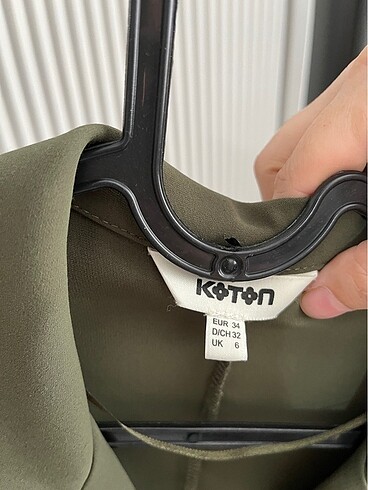 KOTON
EUR 34
D/CH 32
UK 6